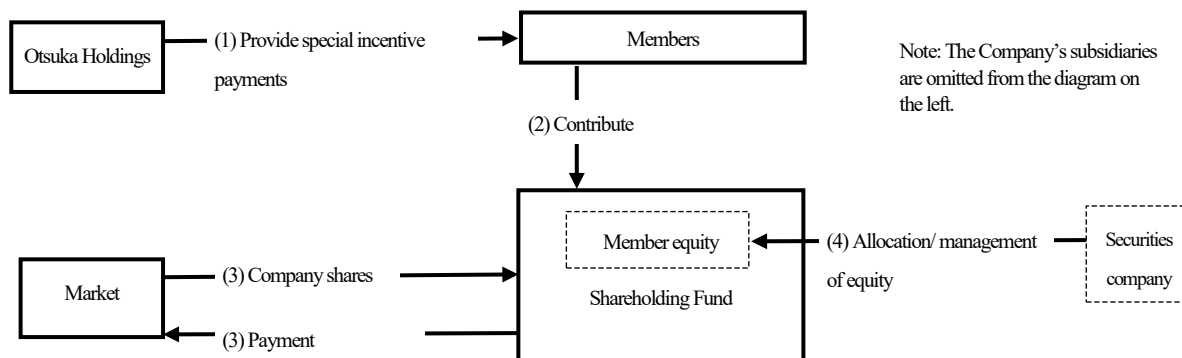 Otsuka Holdings
(1) Provide special incentive
payments
Members
Note: The Company’s subsidiaries
are omitted from the diagram on
the left.
(2) Contribute
Member equity
(4) Allocation/ management
of equity
Securities
company
Market
(3) Company shares
Shareholding Fund
(3) Payment